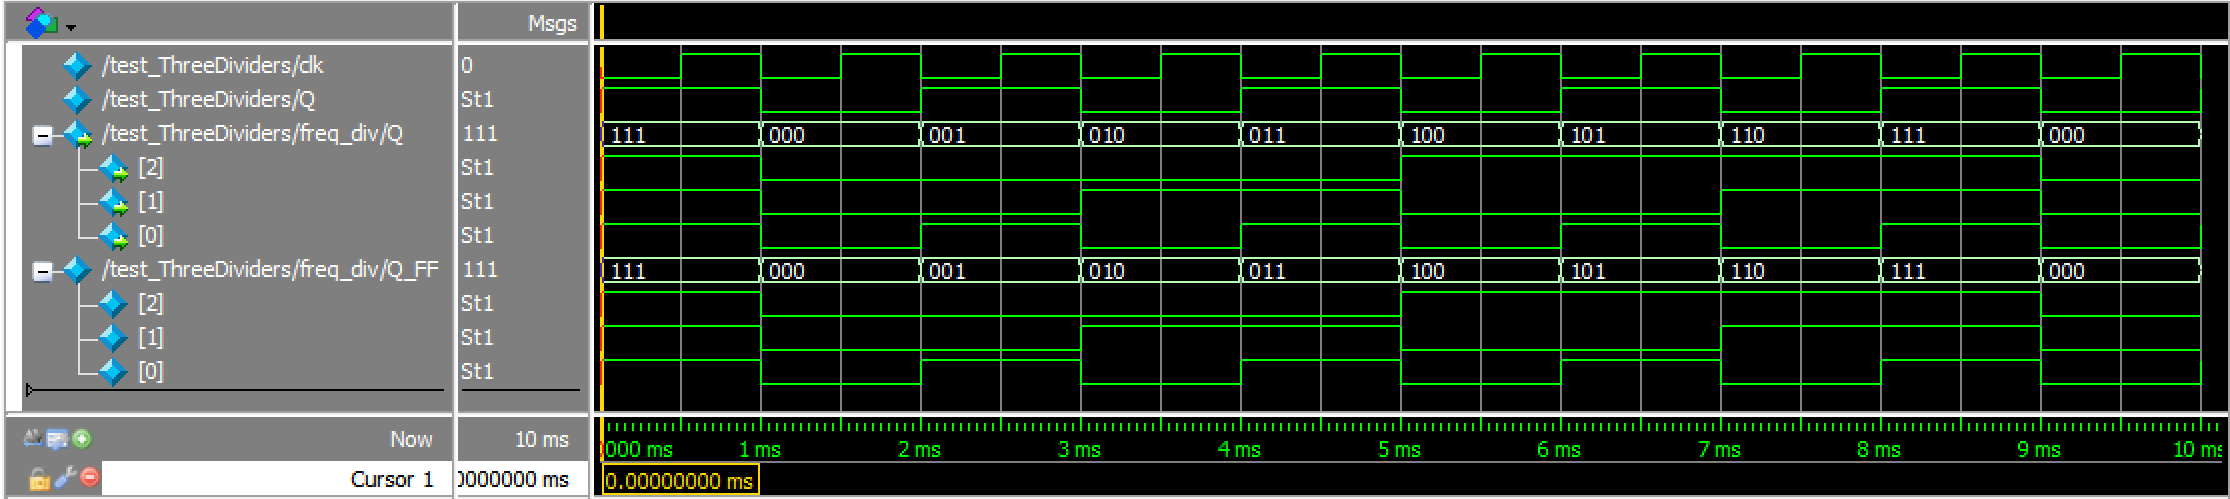 Msgs
/test_ThreeDividers/clk 0
/test_ThreeDividers/Q St1
/test_ThreeDividers/freq_div/Q 111 111 000 001 010 011 100 101 110 111 000
[2] St1
[1] St1
[0] St1
/test_ThreeDividers/freq_div/Q_FF 111 111 000 001 010 011 100 101 110 111 000
[2] St1
[1] St1
[0] St1
Now 10 ms 000 ms 1 ms 2 ms 3 ms 4 ms 5 ms 6 ms 7 ms 8 ms 9 ms 10 ms
Cursor 1 0000000 ms 0.00000000 ms